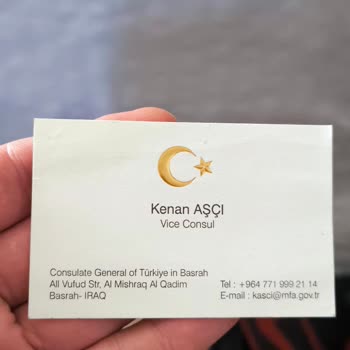 Kenan AŞÇI
Vice Consul
Consulate General of Türkiye in Basrah
All Vufud Str, Al Mishraq Al Qadim
Basrah- IRAQ
Tel : +964 771 999 21 14
E-mail : kasci@mfa.gov.tr